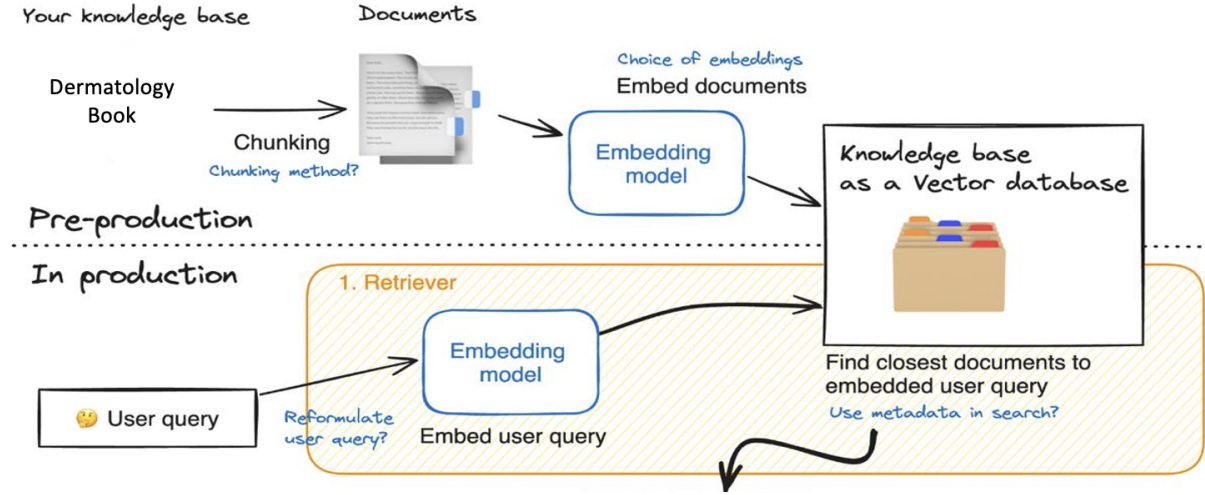 Your knowledge base
Documents
Dermatology
Book
Chunking
Chunking method?
Choice of embeddings
Embed documents
Embedding
model
Knowledge base
as a Vector database
Pre-production
In production
1. Retriever
Embedding
model
🤔 User query
Reformulate
user query?
Embed user query
Find closest documents to
embedded user query
Use metadata in search?